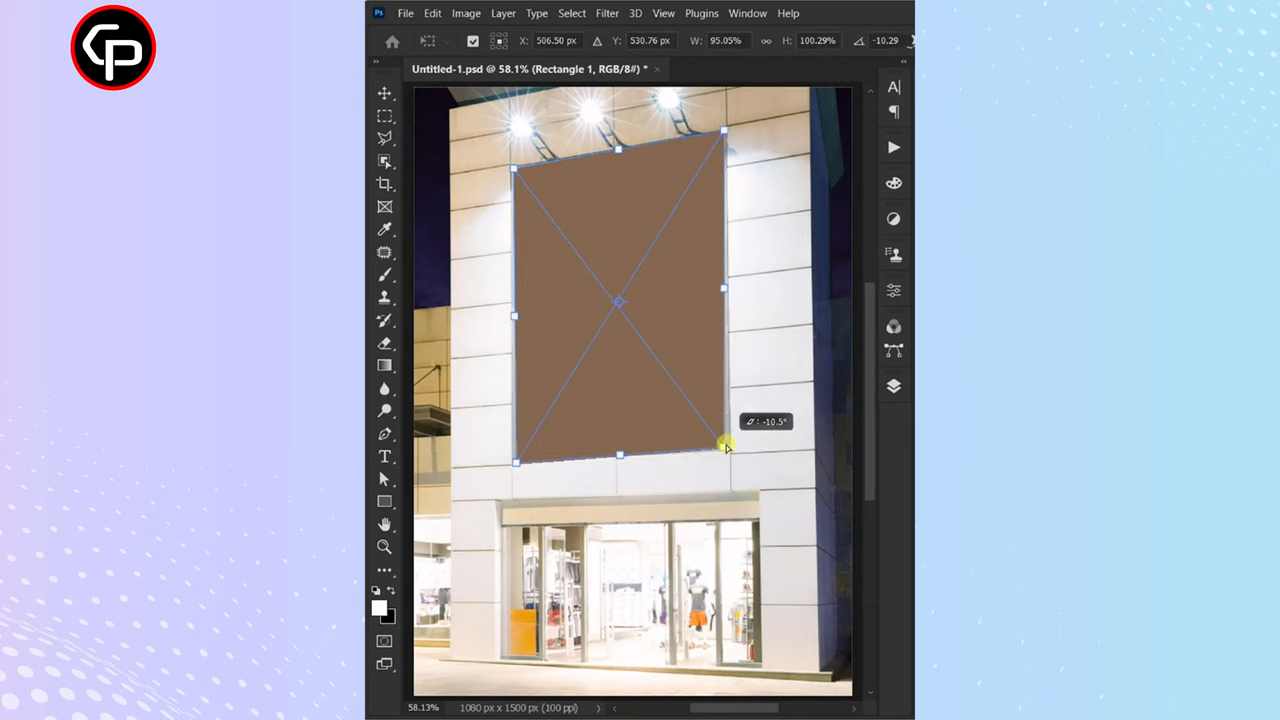 CP
Ps File Edit Image Layer Type Select Filter 3D View Plugins Window Help
X: 506.50 px Y: 530.76 px W: 95.05% H: 100.29% -10.29
Untitled-1.psd @ 58.1% (Rectangle 1, RGB/8#) * ×
-10.5°
58.13% 1080 px x 1500 px (100 ppi)